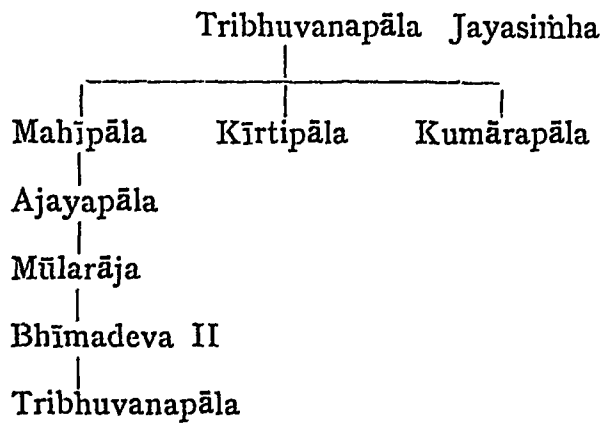 Tribhuvanapāla Jayasiṁha
Mahīpāla Kīrtipāla Kumārapāla
Ajayapāla
Mūlarāja
Bhīmadeva II
Tribhuvanapāla